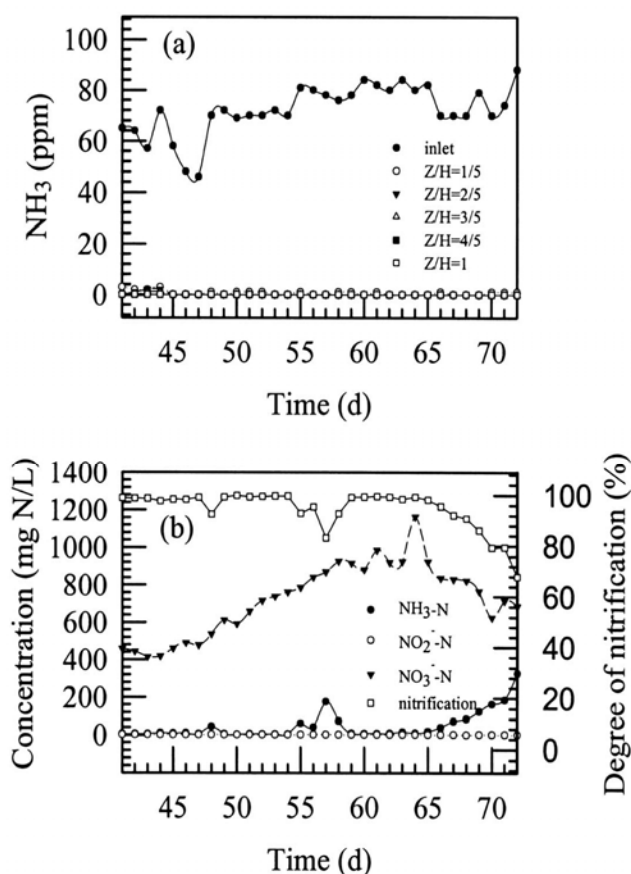 (a)
NH₃ (ppm)
100
80
60
40
20
0
inlet
Z/H=1/5
Z/H=2/5
Z/H=3/5
Z/H=4/5
Z/H=1
45 50 55 60 65 70
Time (d)
(b)
Concentration (mg N/L)
1400
1200
1000
800
600
400
200
0
NH₃-N
NO₂⁻-N
NO₃⁻-N
nitrification
100
80
60
40
20
0
Degree of nitrification (%)
45 50 55 60 65 70
Time (d)